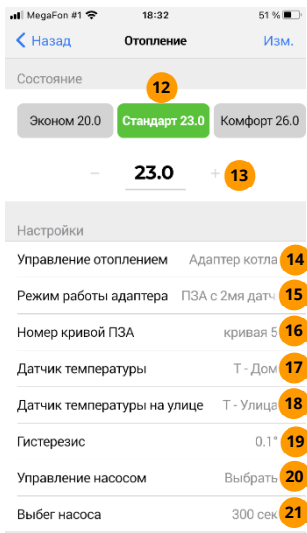 MegaFon #1 18:32 51 %
Назад Отопление Изм.
Состояние
12
Эконом 20.0 Стандарт 23.0 Комфорт 26.0
− 23.0 + 13
Настройки
Управление отоплением Адаптер котла 14
Режим работы адаптера ПЗА с 2мя датч 15
Номер кривой ПЗА кривая 5 16
Датчик температуры Т - Дом 17
Датчик температуры на улице Т - Улица 18
Гистерезис 0.1° 19
Управление насосом Выбрать 20
Выбег насоса 300 сек 21